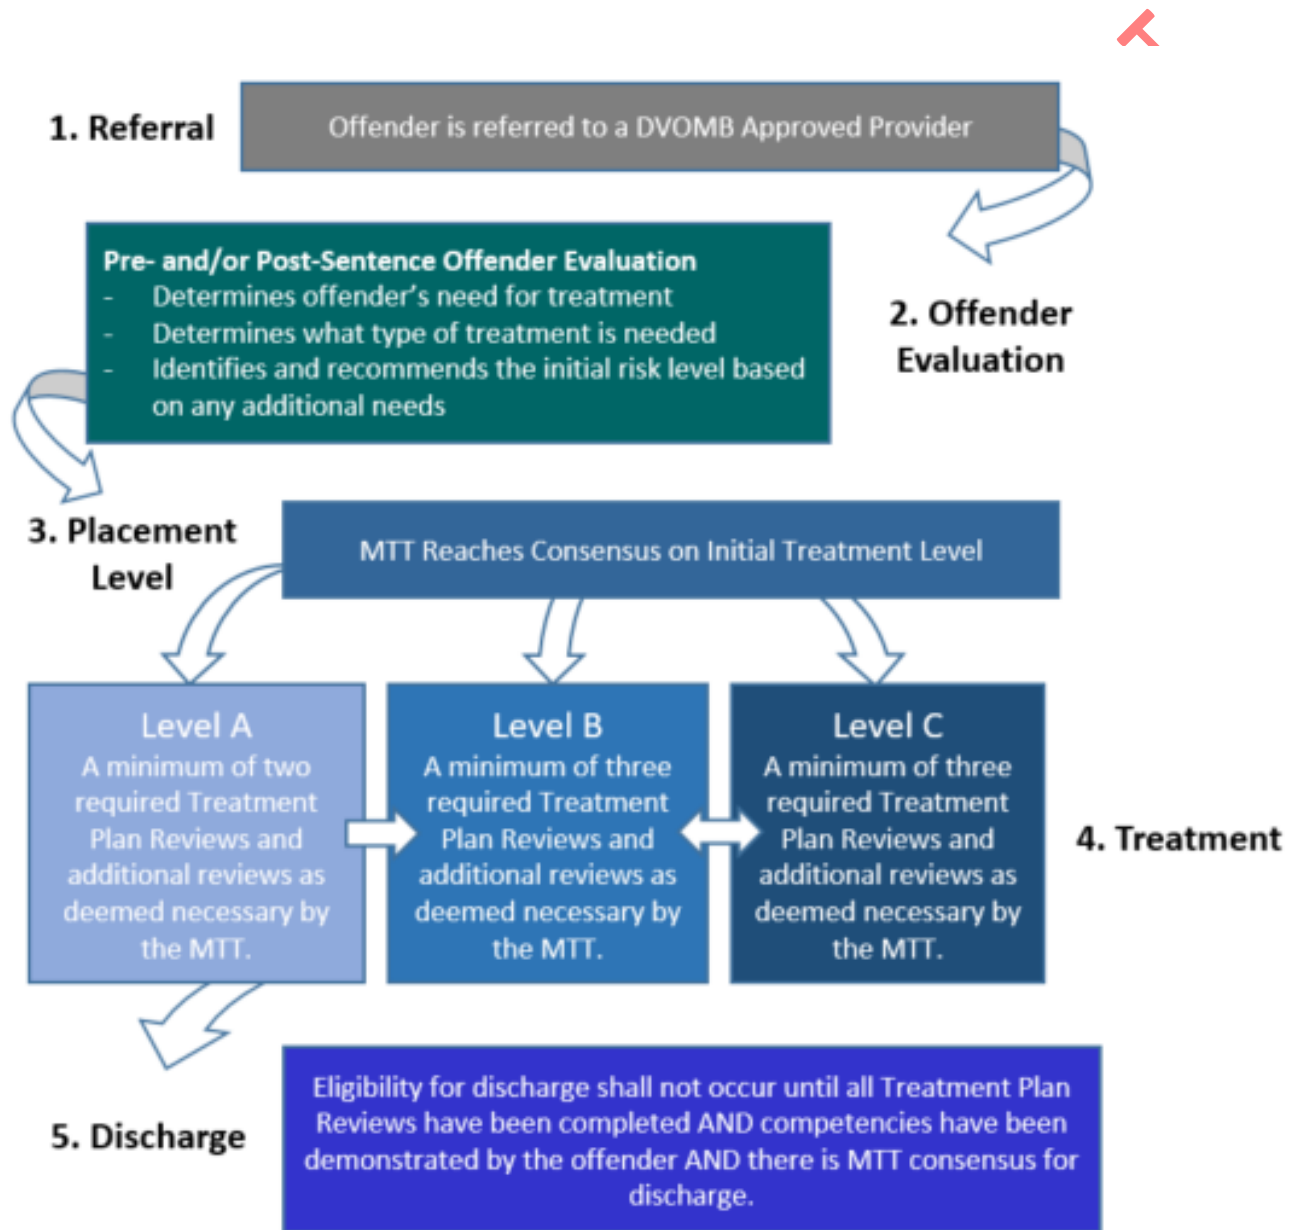 1. Referral
Offender is referred to a DVOMB Approved Provider
Pre- and/or Post-Sentence Offender Evaluation
- Determines offender's need for treatment
- Determines what type of treatment is needed
- Identifies and recommends the initial risk level based
on any additional needs
2. Offender
Evaluation
3. Placement
Level
MTT Reaches Consensus on Initial Treatment Level
Level A
A minimum of two
required Treatment
Plan Reviews and
additional reviews as
deemed necessary by
the MTT.
Level B
A minimum of three
required Treatment
Plan Reviews and
additional reviews as
deemed necessary by
the MTT.
Level C
A minimum of three
required Treatment
Plan Reviews and
additional reviews as
deemed necessary by
the MTT.
4. Treatment
5. Discharge
Eligibility for discharge shall not occur until all Treatment Plan
Reviews have been completed AND competencies have been
demonstrated by the offender AND there is MTT consensus for
discharge.